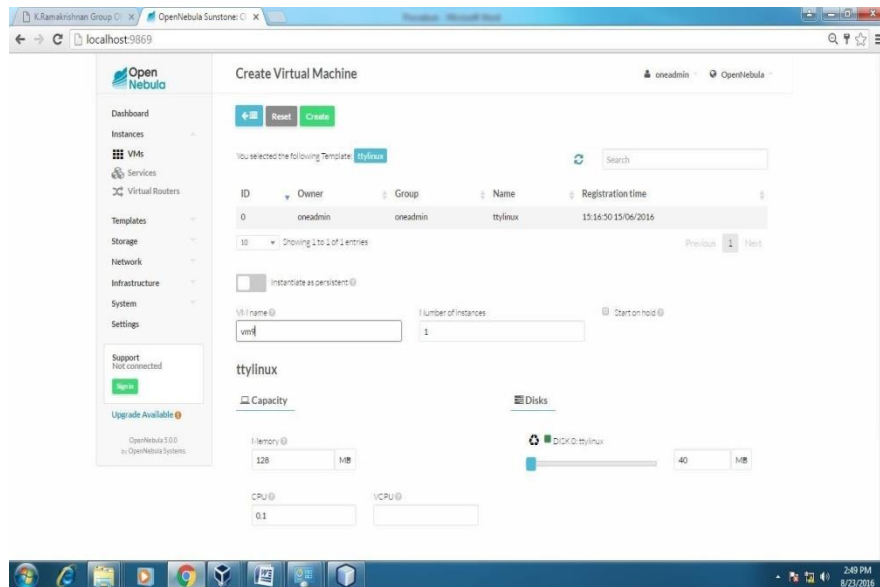 K.Ramakrishnan Group O
OpenNebula Sunstone: Cl
localhost:9869
Open
Nebula
Create Virtual Machine
oneadmin
OpenNebula
Dashboard
Instances
VMs
Services
Virtual Routers
Templates
Storage
Network
Infrastructure
System
Settings
Support
Not connected
Sign in
Upgrade Available
OpenNebula 5.0.0
by OpenNebula Systems
Reset
Create
You selected the following Template: ttylinux
Search
ID Owner Group Name Registration time
0 oneadmin oneadmin ttylinux 15:16:50 15/06/2016
10 Showing 1 to 1 of 1 entries
Previous 1 Next
Instantiate as persistent
VM name Number of instances Start on hold
vm9 1
ttylinux
Capacity Disks
Memory DISK 0: ttylinux
128 MB 40 MB
CPU VCPU
0.1
2:49 PM
8/23/2016